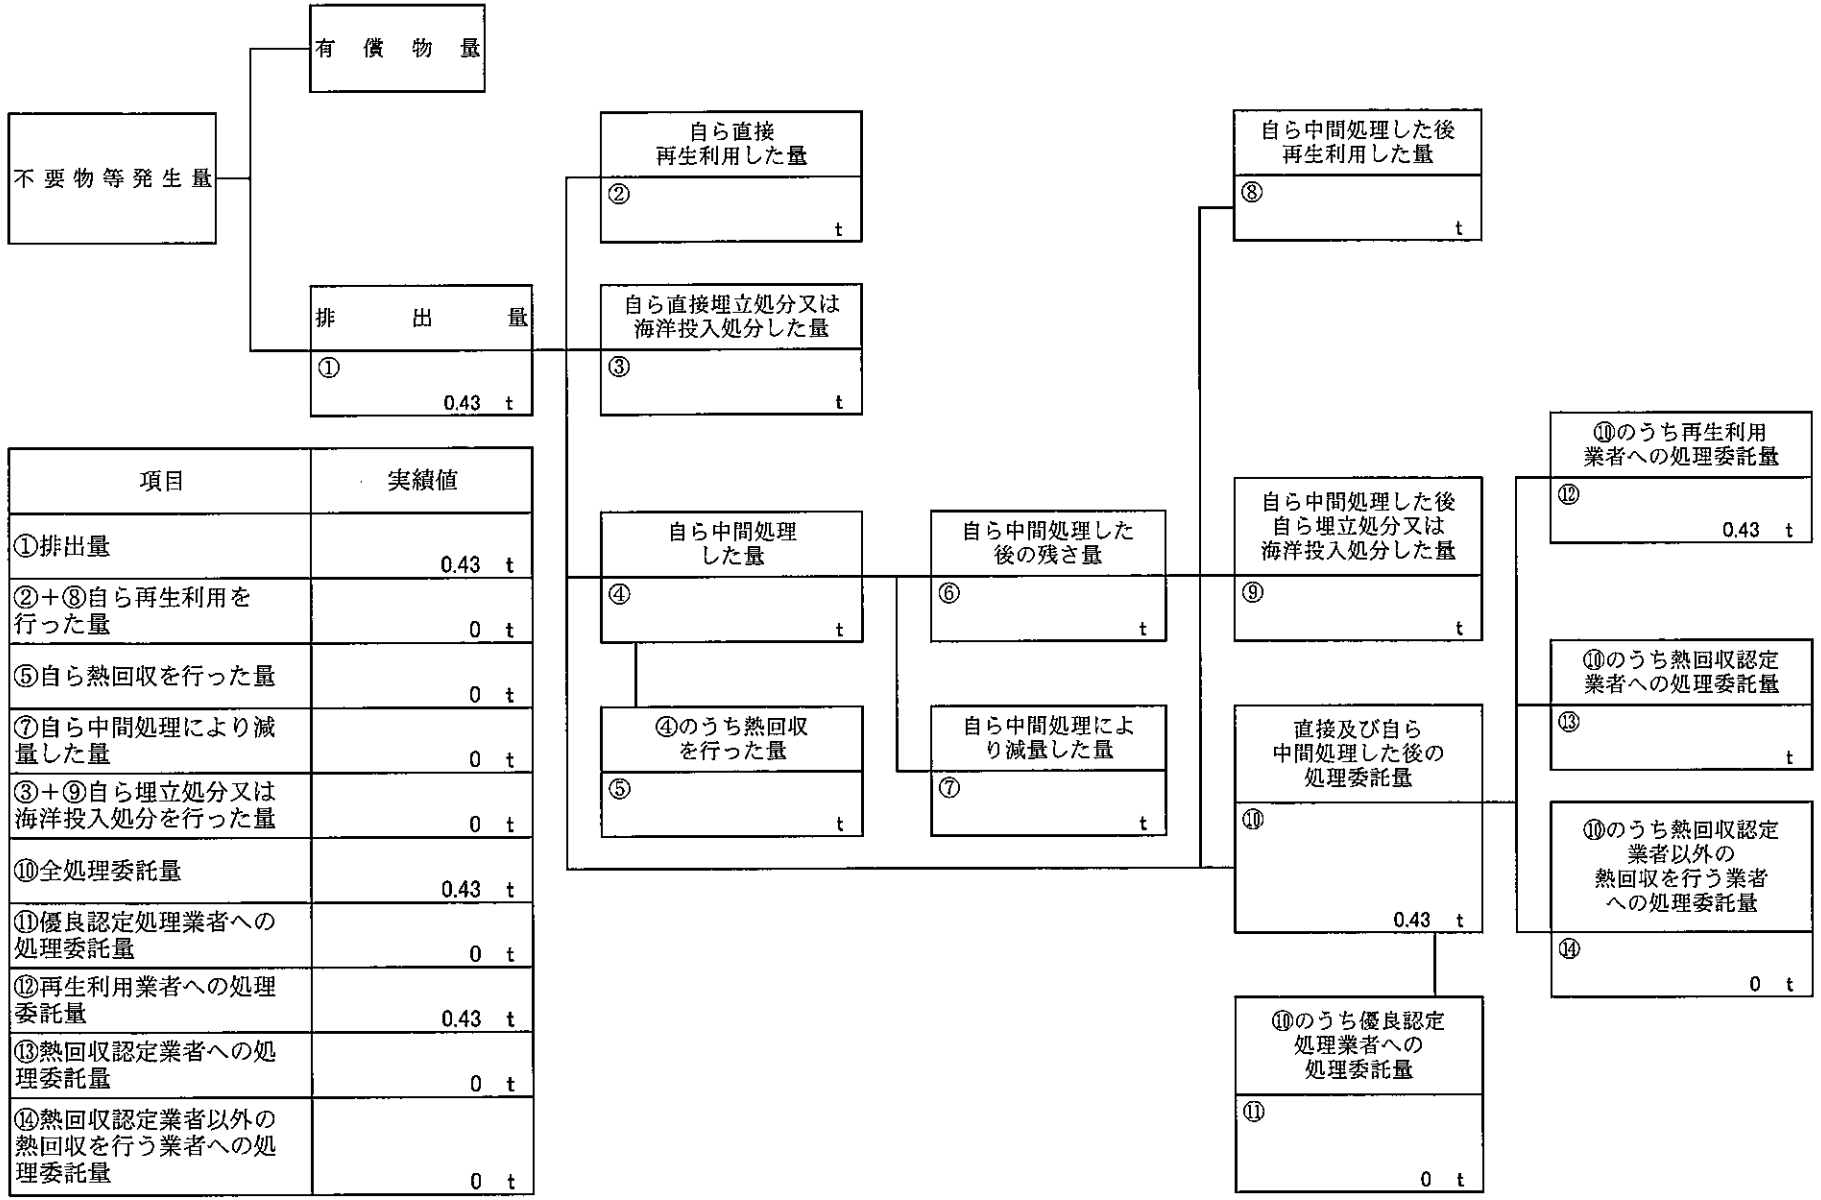 有償物量
不要物等発生量
排出量
①
0.43 t
自ら直接
再生利用した量
②
t
自ら直接埋立処分又は
海洋投入処分した量
③
t
自ら中間処理
した量
④
t
④のうち熱回収
を行った量
⑤
t
自ら中間処理した
後の残さ量
⑥
t
自ら中間処理によ
り減量した量
⑦
t
自ら中間処理した後
再生利用した量
⑧
t
自ら中間処理した後
自ら埋立処分又は
海洋投入処分した量
⑨
t
直接及び自ら
中間処理した後の
処理委託量
⑩
0.43 t
⑩のうち優良認定
処理業者への
処理委託量
⑪
0 t
⑩のうち再生利用
業者への処理委託量
⑫
0.43 t
⑩のうち熱回収認定
業者への処理委託量
⑬
t
⑩のうち熱回収認定
業者以外の
熱回収を行う業者
への処理委託量
⑭
0 t
項目 実績値
①排出量
0.43 t
②+⑧自ら再生利用を
行った量
0 t
⑤自ら熱回収を行った量
0 t
⑦自ら中間処理により減
量した量
0 t
③+⑨自ら埋立処分又は
海洋投入処分を行った量
0 t
⑩全処理委託量
0.43 t
⑪優良認定処理業者への
処理委託量
0 t
⑫再生利用業者への処理
委託量
0.43 t
⑬熱回収認定業者への処
理委託量
0 t
⑭熱回収認定業者以外の
熱回収を行う業者への処
理委託量
0 t